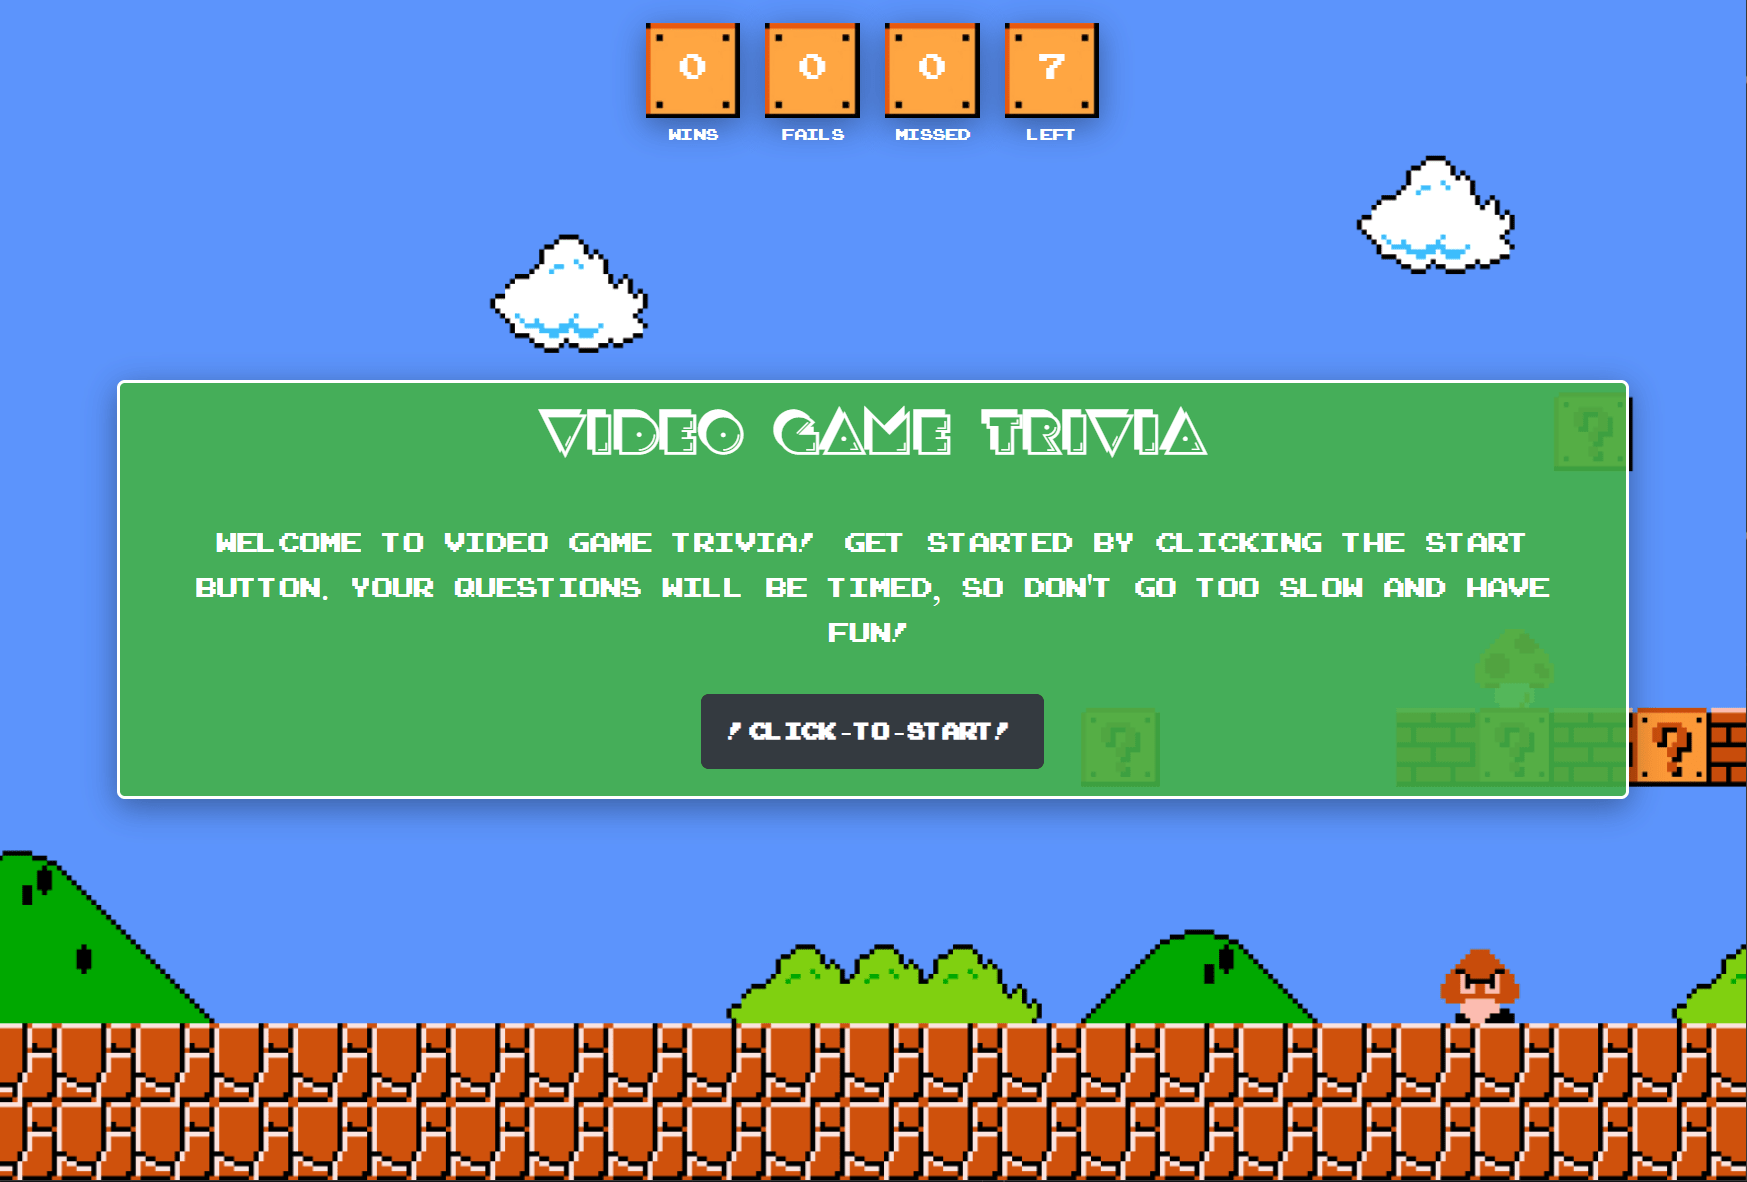 0 0 0 7
WINS FAILS MISSED LEFT
VIDEO GAME TRIVIA
WELCOME TO VIDEO GAME TRIVIA! GET STARTED BY CLICKING THE START
BUTTON. YOUR QUESTIONS WILL BE TIMED, SO DON'T GO TOO SLOW AND HAVE
FUN!
?
!CLICK-TO-START!
? ? ?